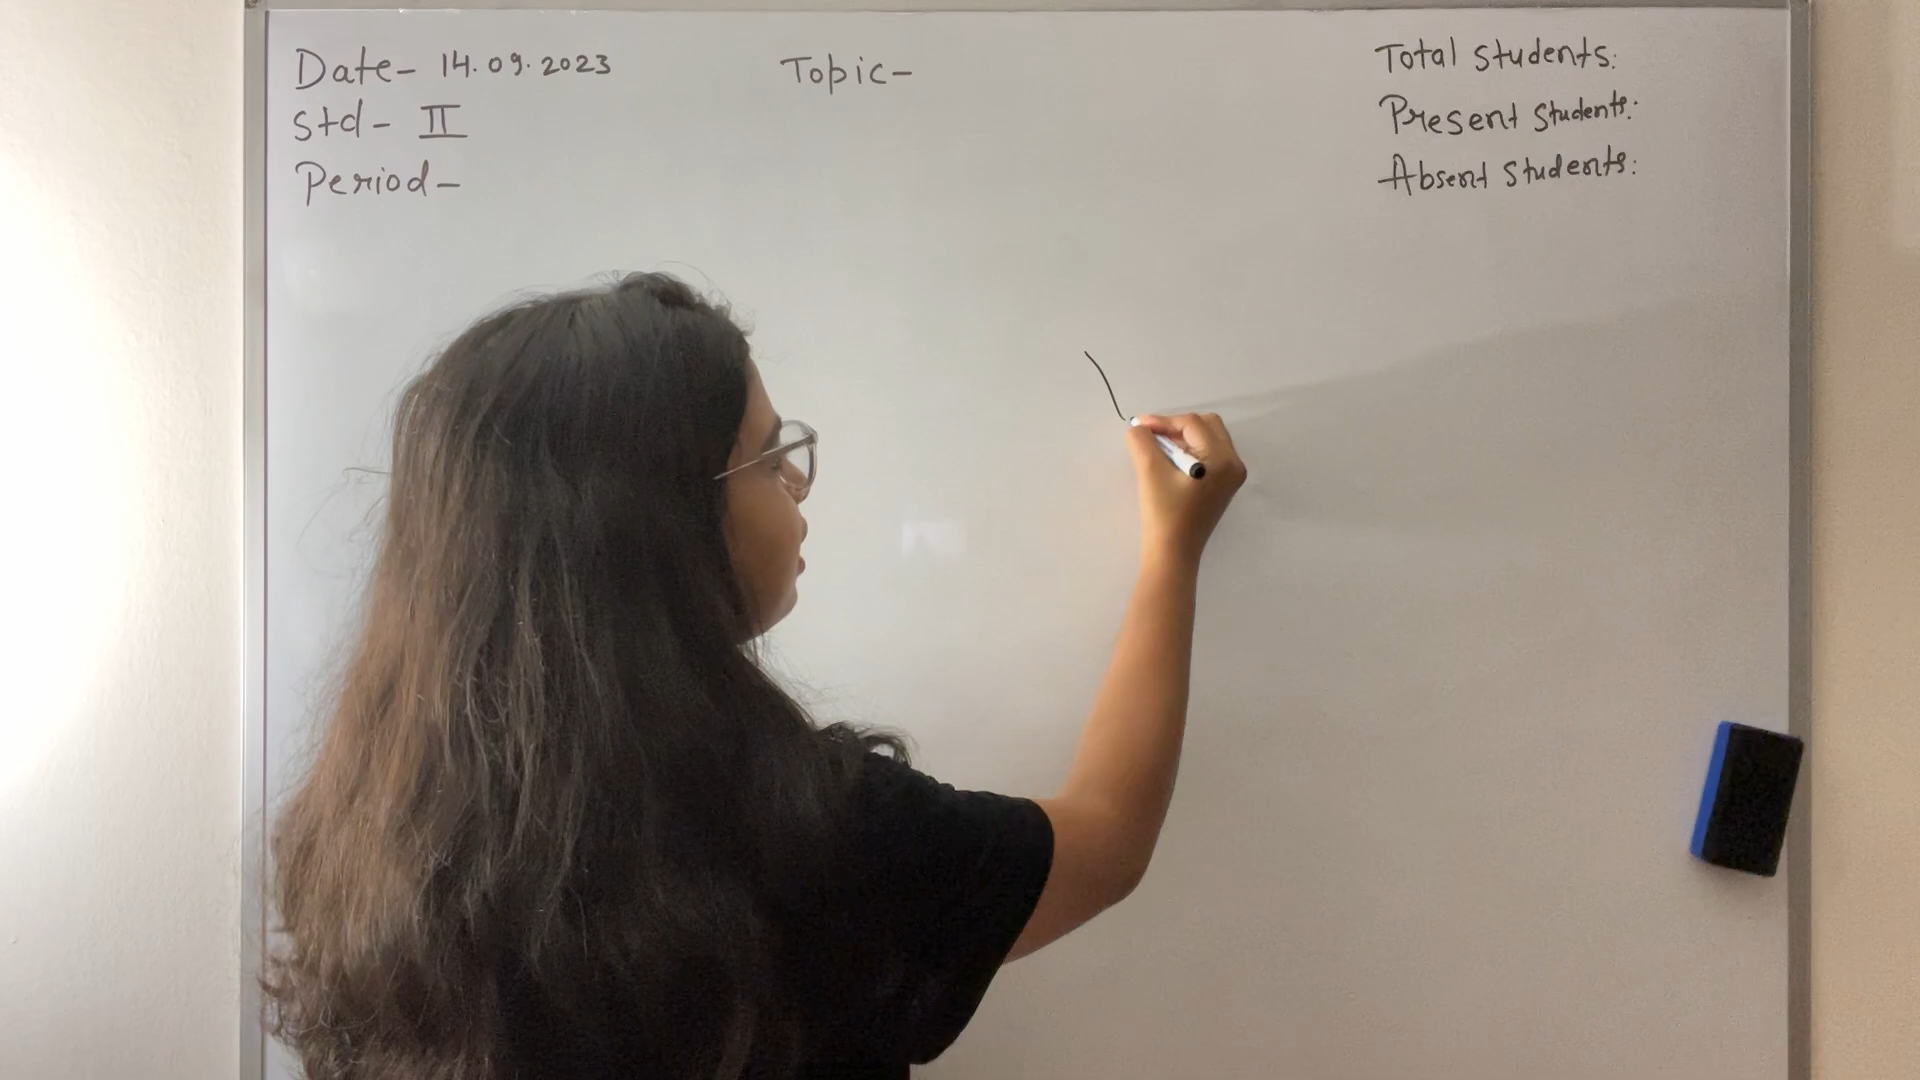 Date- 14.09.2023
Std- II
Period-
Topic-
Total Students:
Present Students:
Absent Students: